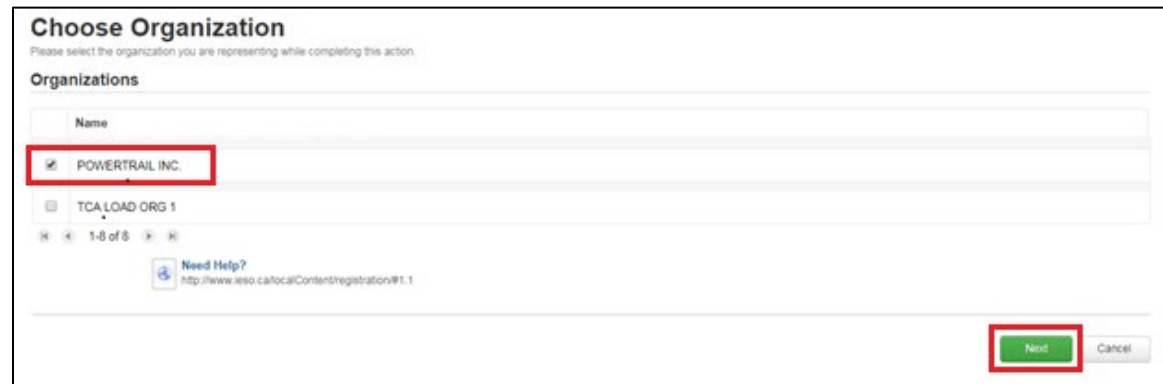 Choose Organization
Please select the organization you are representing while completing this action.
Organizations
Name
POWERTRAIL INC.
TCA LOAD ORG 1
1-8 of 8
Need Help?
http://www.ieso.ca/localContent/registration/#1.1
Next Cancel